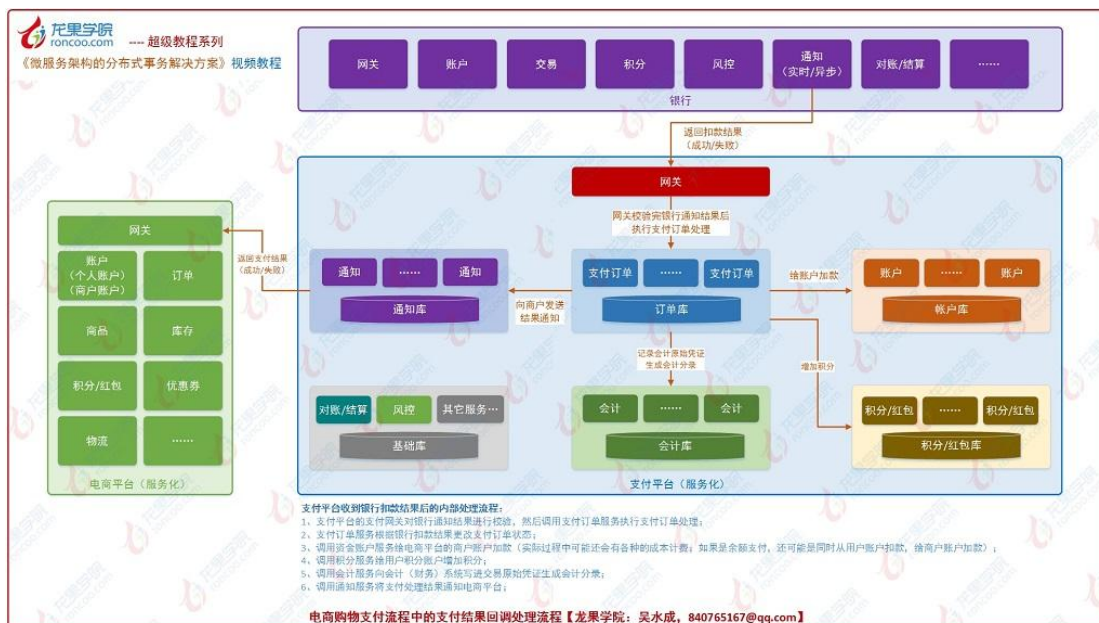 龙果学院
roncoo.com
---- 超级教程系列
《微服务架构的分布式事务解决方案》视频教程
网关
账户
交易
积分
风控
通知
（实时/异步）
对账/结算
……
银行
返回扣款结果
（成功/失败）
网关
网关校验完银行通知结果后
执行支付订单处理
网关
账户
（个人账户）
（商户账户）
订单
商品
库存
积分/红包
优惠券
物流
……
电商平台（服务化）
返回支付结果
（成功/失败）
通知
……
通知
通知库
向商户发送
结果通知
支付订单
……
支付订单
订单库
给账户加款
账户
……
账户
帐户库
记录会计原始凭证
生成会计分录
增加积分
对账/结算
风控
其它服务…
基础库
会计
……
会计
会计库
积分/红包
……
积分/红包
积分/红包库
支付平台（服务化）
支付平台收到银行扣款结果后的内部处理流程：
1、支付平台的支付网关对银行通知结果进行校验，然后调用支付订单服务执行支付订单处理；
2、支付订单服务根据银行扣款结果更改支付订单状态；
3、调用资金账户服务给电商平台的商户账户加款（实际过程中可能还会有各种的成本计费；如果是余额支付，还可能是同时从用户账户扣款，给商户账户加款）；
4、调用积分服务给用户积分账户增加积分；
5、调用会计服务向会计（财务）系统写进交易原始凭证生成会计分录；
6、调用通知服务将支付处理结果通知电商平台；
电商购物支付流程中的支付结果回调处理流程【龙果学院：吴水成，840765167@qq.com】